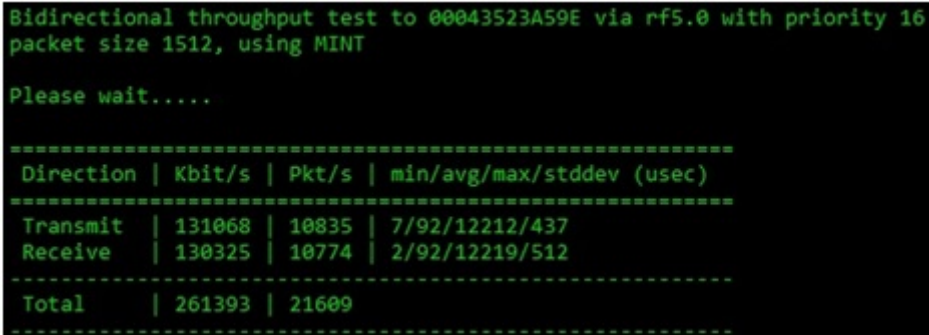 Bidirectional throughput test to 00043523A59E via rf5.0 with priority 16
packet size 1512, using MINT
Please wait.....
=========================================================
Direction | Kbit/s | Pkt/s | min/avg/max/stddev (usec)
=========================================================
Transmit | 131068 | 10835 | 7/92/12212/437
Receive | 130325 | 10774 | 2/92/12219/512
---------------------------------------------------------
Total | 261393 | 21609
---------------------------------------------------------